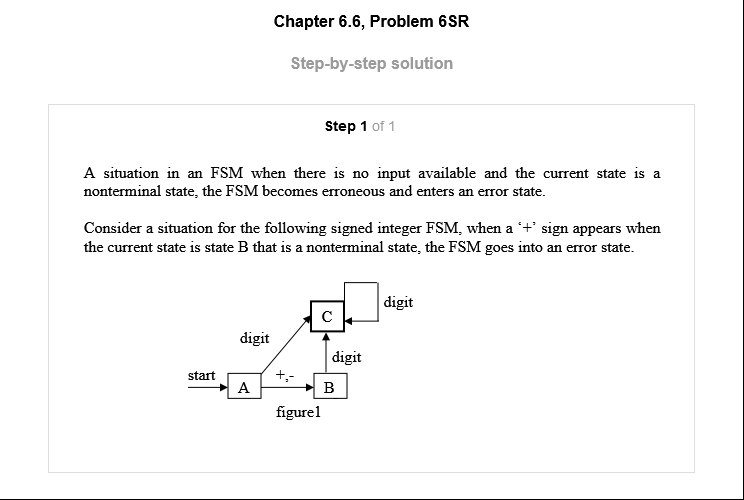 Chapter 6.6, Problem 6SR
Step-by-step solution
Step 1 of 1
A situation in an FSM when there is no input available and the current state is a
nonterminal state, the FSM becomes erroneous and enters an error state.
Consider a situation for the following signed integer FSM, when a ‘+’ sign appears when
the current state is state B that is a nonterminal state, the FSM goes into an error state.
digit
C
digit
digit
start
+,-
A
B
figure1